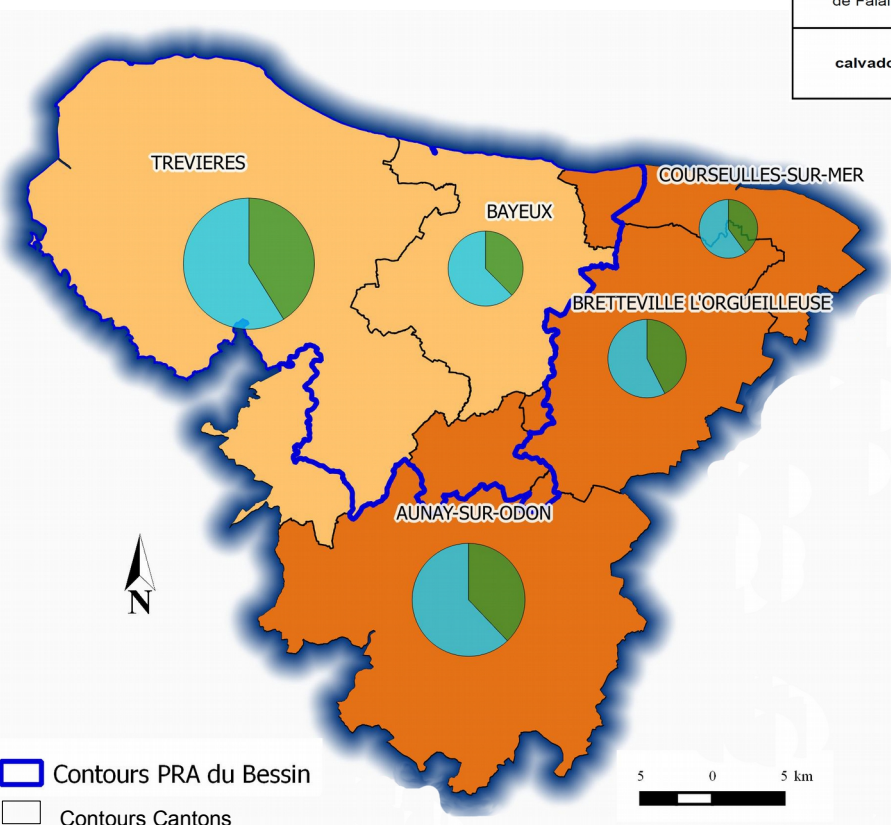 calvado
TREVIERES
COURSEULLES-SUR-MER
BAYEUX
BRETTEVILLE L'ORGUEILLEUSE
AUNAY-SUR-ODON
N
Contours PRA du Bessin
Contours Cantons
5 0 5 km